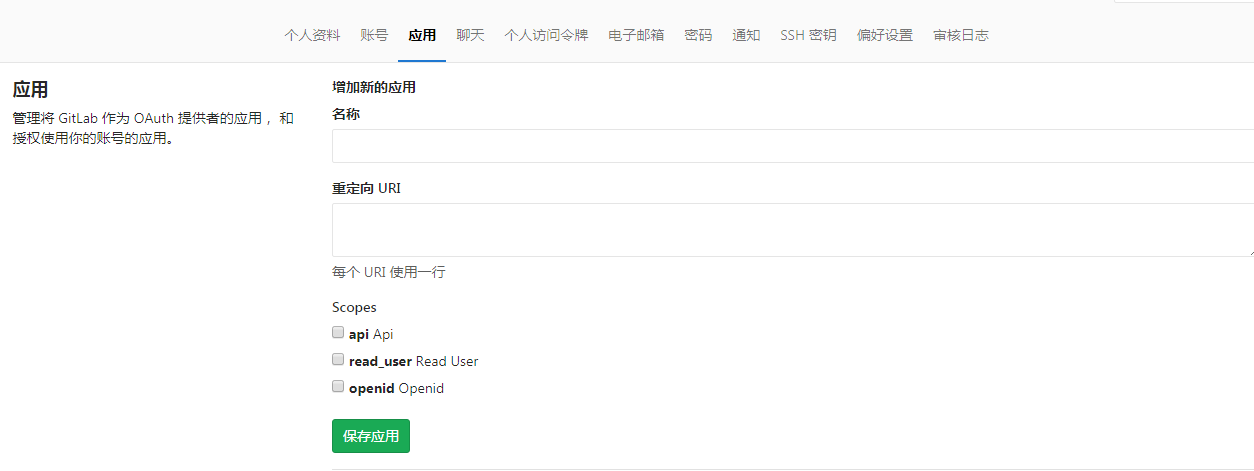 个人资料 账号 应用 聊天 个人访问令牌 电子邮箱 密码 通知 SSH 密钥 偏好设置 审核日志
应用
管理将 GitLab 作为 OAuth 提供者的应用， 和
授权使用你的账号的应用。
增加新的应用
名称
重定向 URI
每个 URI 使用一行
Scopes
api Api
read_user Read User
openid Openid
保存应用